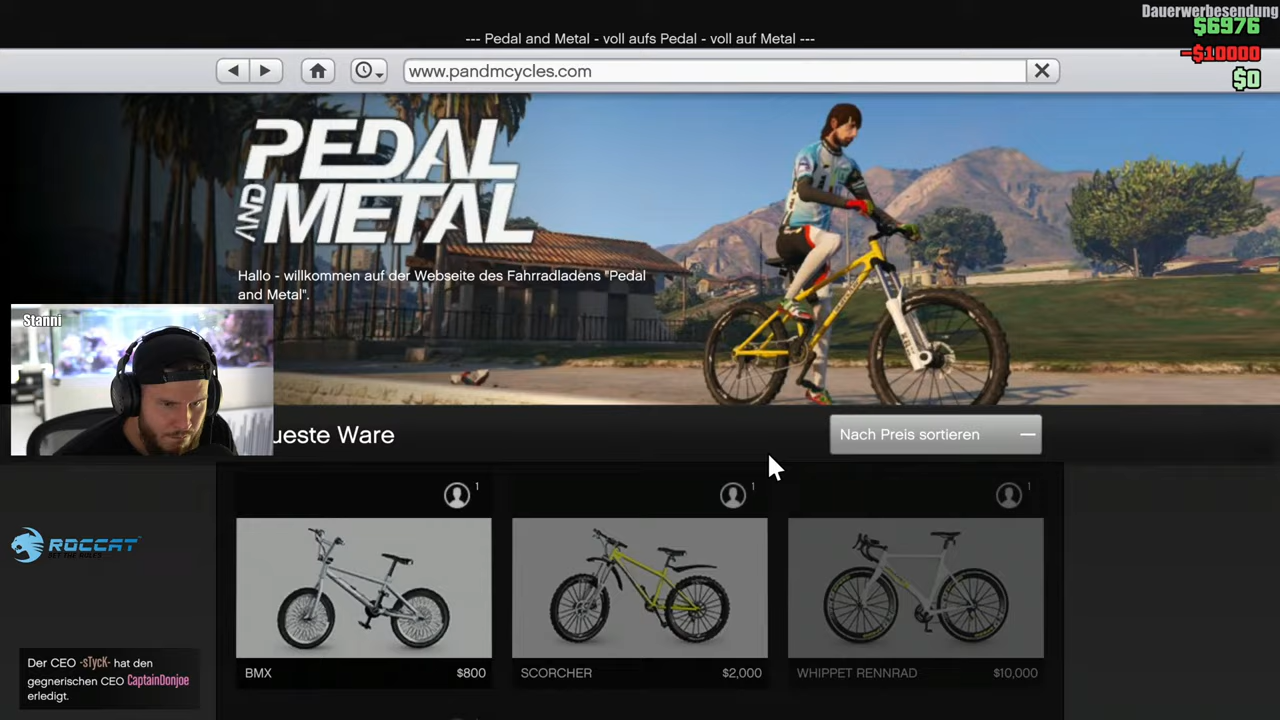 Dauerwerbesendung
$6976
-$10000
$0
--- Pedal and Metal - voll aufs Pedal - voll auf Metal ---
www.pandmcycles.com
PEDAL
AND METAL
Hallo - willkommen auf der Webseite des Fahrradladens "Pedal
and Metal".
Stanni
ueste Ware
Nach Preis sortieren
1
1
1
ROCCAT
BMX $800
SCORCHER $2,000
WHIPPET RENNRAD $10,000
Der CEO -sTycK- hat den
gegnerischen CEO CaptainDonjoe
erledigt.